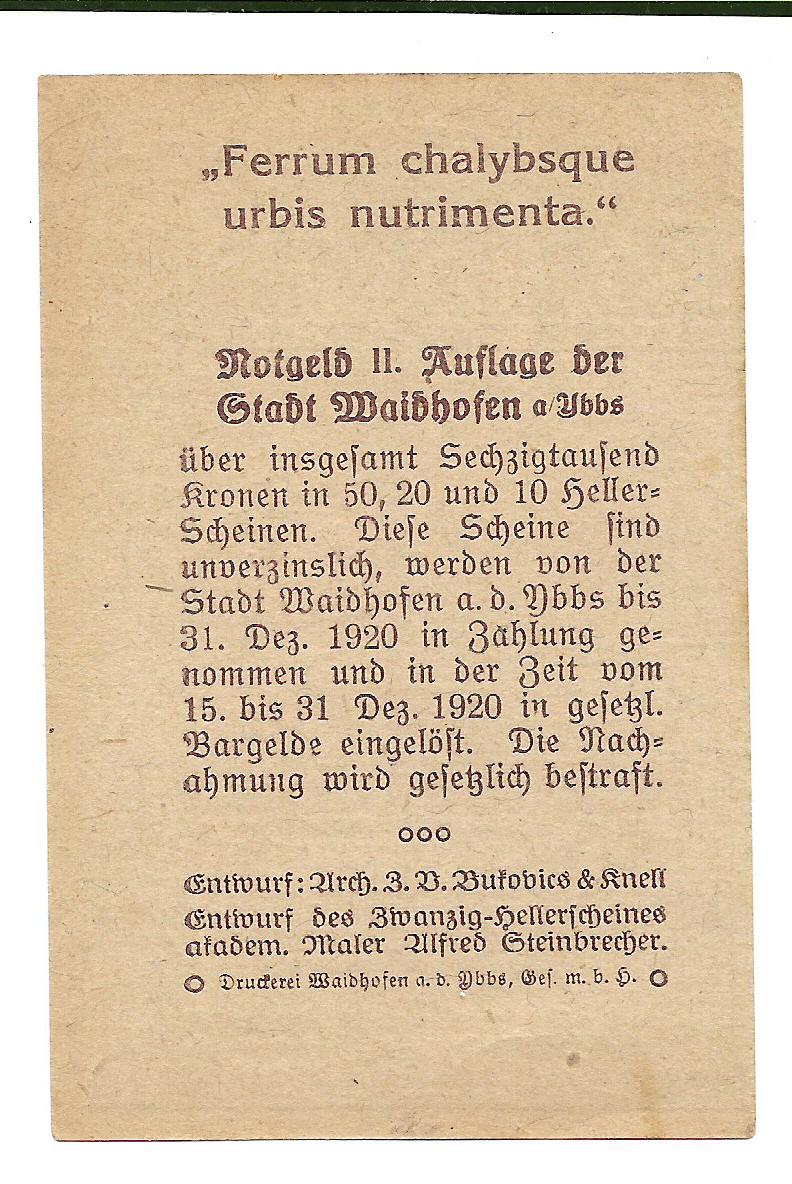 „Ferrum chalybsque
urbis nutrimenta.“
Notgeld II. Auflage der
Stadt Waidhofen a/Ybbs
über insgesamt Sechzigtausend
Kronen in 50, 20 und 10 Heller=
Scheinen. Diese Scheine sind
unverzinslich, werden von der
Stadt Waidhofen a. d. Ybbs bis
31. Dez. 1920 in Zahlung ge=
nommen und in der Zeit vom
15. bis 31 Dez. 1920 in gesetzl.
Bargelde eingelöst. Die Nach=
ahmung wird gesetzlich bestraft.
ooo
Entwurf: Arch. Z. V. Bukovics & Knell
Entwurf des Zwanzig-Hellerscheines
akadem. Maler Alfred Steinbrecher.
O Druckerei Waidhofen a. d. Ybbs, Ges. m. b. H. O